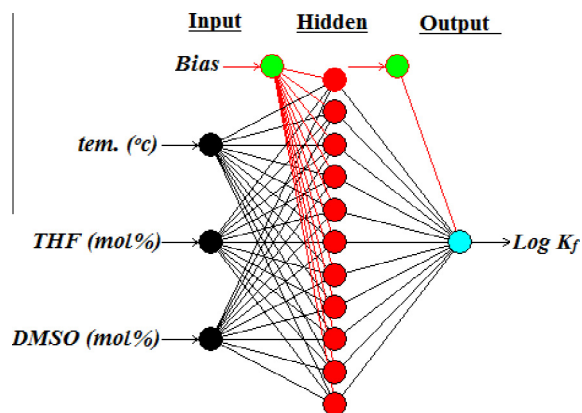 Input Hidden Output
Bias
tem. (°c)
THF (mol%)
Log Kf
DMSO (mol%)